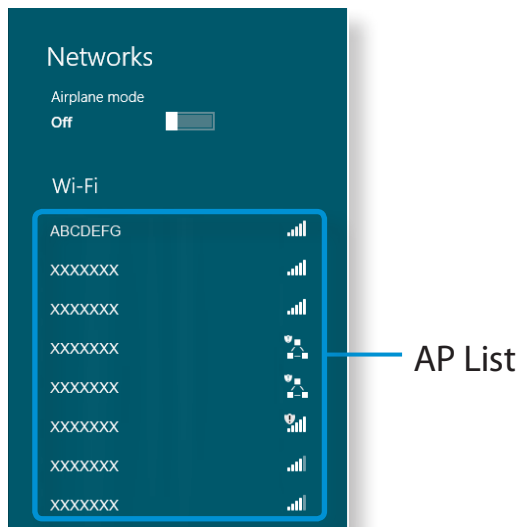 Networks
Airplane mode
Off
Wi-Fi
ABCDEFG
XXXXXXX
XXXXXXX
XXXXXXX
XXXXXXX
XXXXXXX
XXXXXXX
XXXXXXX
AP List